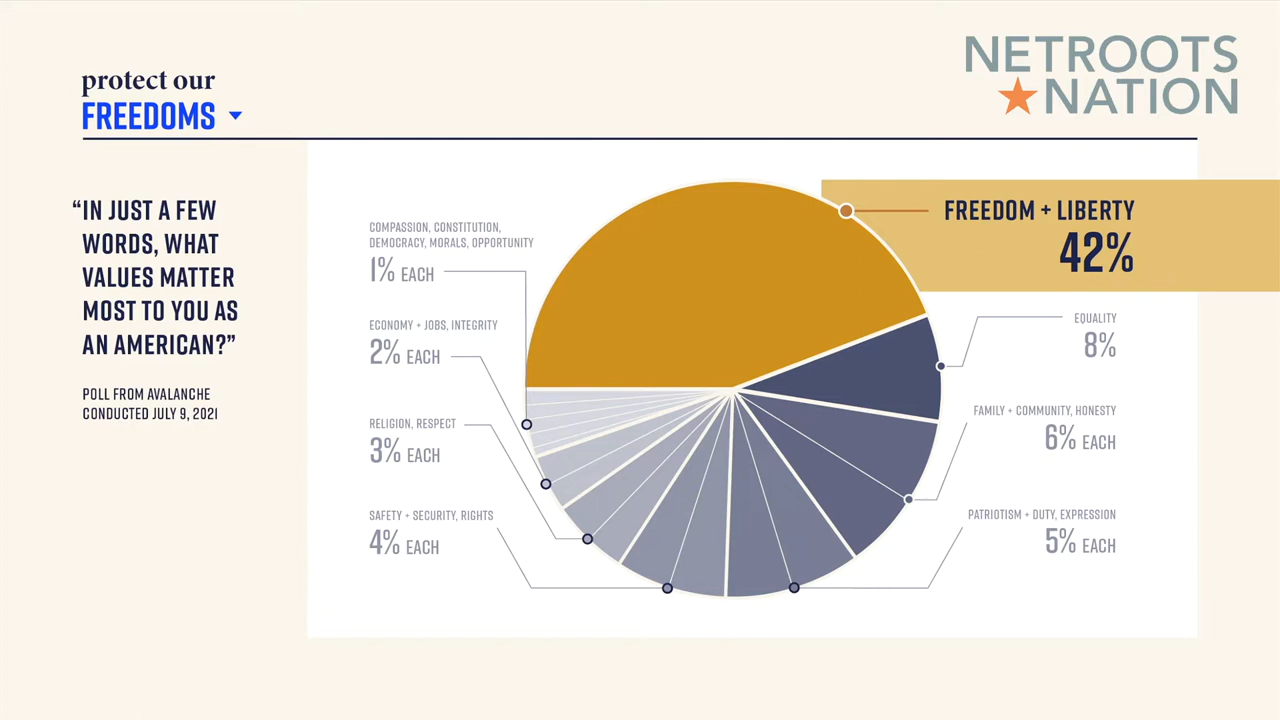 NETROOTS
NATION
protect our
FREEDOMS
“IN JUST A FEW
WORDS, WHAT
VALUES MATTER
MOST TO YOU AS
AN AMERICAN?”
POLL FROM AVALANCHE
CONDUCTED JULY 9, 2021
COMPASSION, CONSTITUTION,
DEMOCRACY, MORALS, OPPORTUNITY
1% EACH
ECONOMY + JOBS, INTEGRITY
2% EACH
RELIGION, RESPECT
3% EACH
SAFETY + SECURITY, RIGHTS
4% EACH
FREEDOM + LIBERTY
42%
EQUALITY
8%
FAMILY + COMMUNITY, HONESTY
6% EACH
PATRIOTISM + DUTY, EXPRESSION
5% EACH